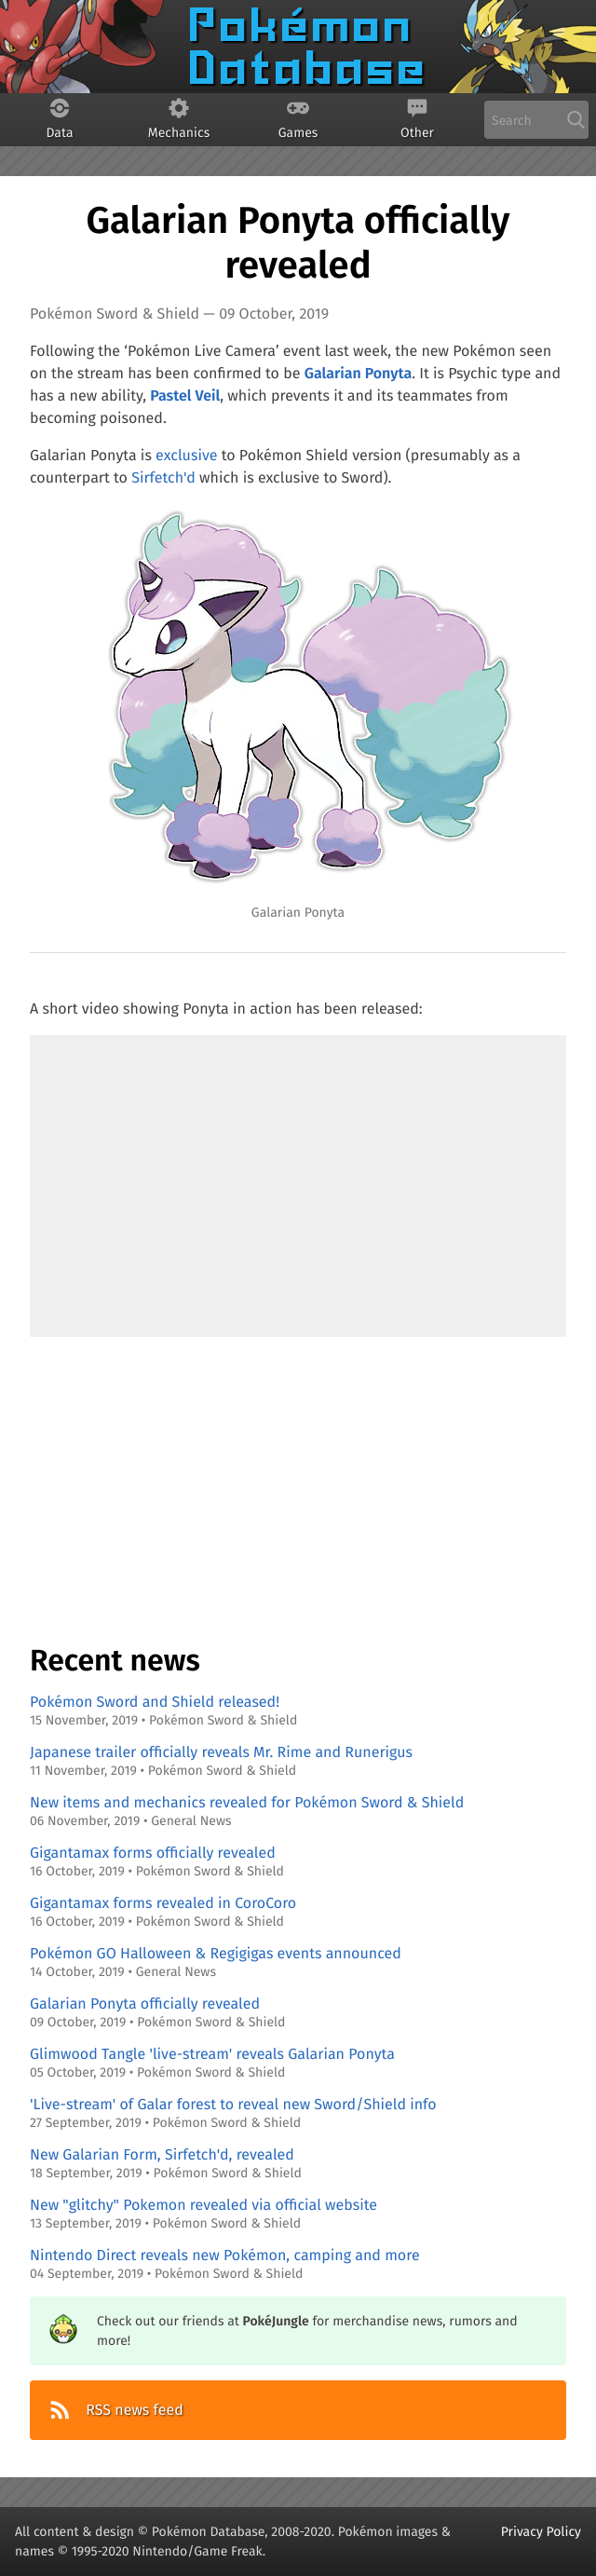 Pokémon
Database
Data
Mechanics
Games
Other
Search
Galarian Ponyta officially
revealed
Pokémon Sword & Shield — 09 October, 2019
Following the ‘Pokémon Live Camera’ event last week, the new Pokémon seen
on the stream has been confirmed to be Galarian Ponyta. It is Psychic type and
has a new ability, Pastel Veil, which prevents it and its teammates from
becoming poisoned.
Galarian Ponyta is exclusive to Pokémon Shield version (presumably as a
counterpart to Sirfetch'd which is exclusive to Sword).
Galarian Ponyta
A short video showing Ponyta in action has been released:
Recent news
Pokémon Sword and Shield released!
15 November, 2019 • Pokémon Sword & Shield
Japanese trailer officially reveals Mr. Rime and Runerigus
11 November, 2019 • Pokémon Sword & Shield
New items and mechanics revealed for Pokémon Sword & Shield
06 November, 2019 • General News
Gigantamax forms officially revealed
16 October, 2019 • Pokémon Sword & Shield
Gigantamax forms revealed in CoroCoro
16 October, 2019 • Pokémon Sword & Shield
Pokémon GO Halloween & Regigigas events announced
14 October, 2019 • General News
Galarian Ponyta officially revealed
09 October, 2019 • Pokémon Sword & Shield
Glimwood Tangle 'live-stream' reveals Galarian Ponyta
05 October, 2019 • Pokémon Sword & Shield
'Live-stream' of Galar forest to reveal new Sword/Shield info
27 September, 2019 • Pokémon Sword & Shield
New Galarian Form, Sirfetch'd, revealed
18 September, 2019 • Pokémon Sword & Shield
New "glitchy" Pokemon revealed via official website
13 September, 2019 • Pokémon Sword & Shield
Nintendo Direct reveals new Pokémon, camping and more
04 September, 2019 • Pokémon Sword & Shield
Check out our friends at PokéJungle for merchandise news, rumors and
more!
RSS news feed
All content & design © Pokémon Database, 2008-2020. Pokémon images &
names © 1995-2020 Nintendo/Game Freak.
Privacy Policy